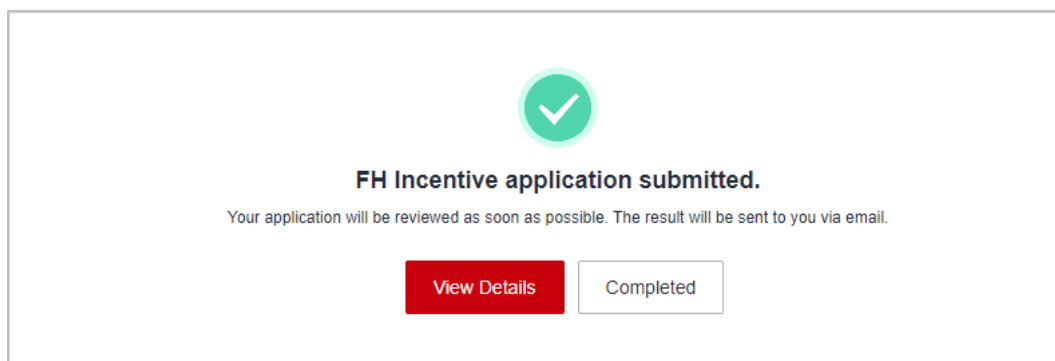 FH Incentive application submitted.
Your application will be reviewed as soon as possible. The result will be sent to you via email.
View Details
Completed